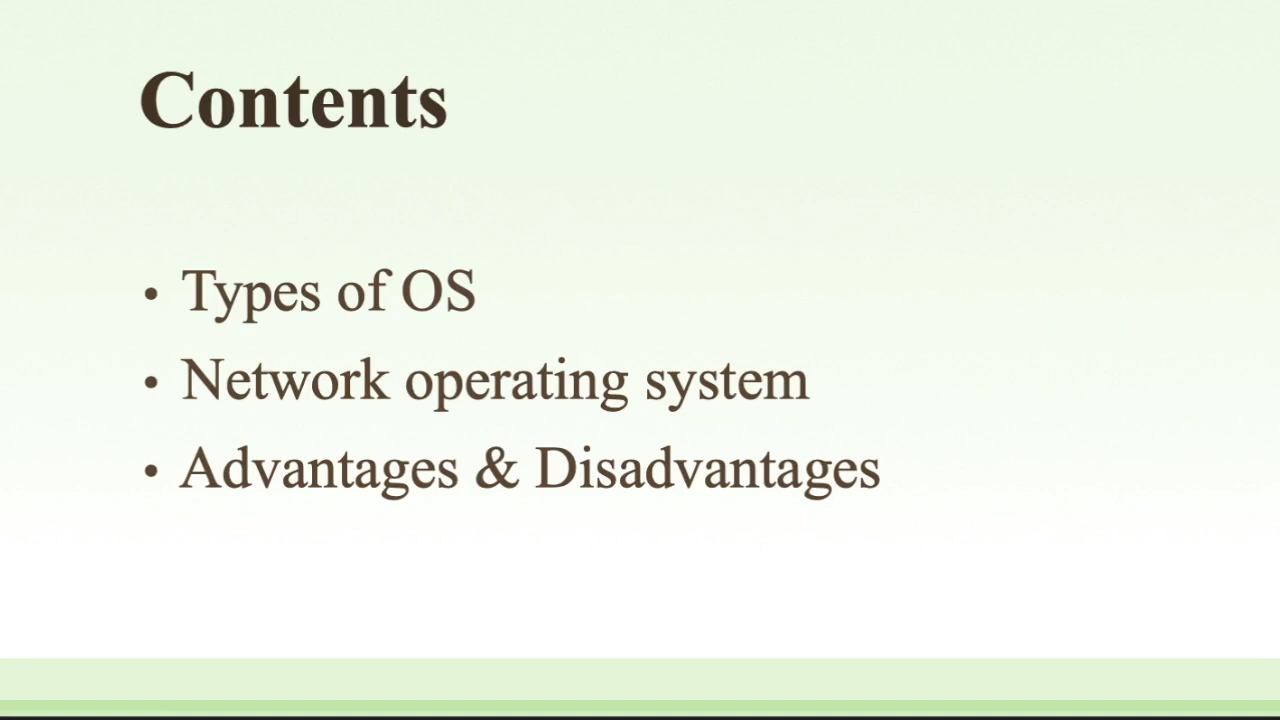 Contents
• Types of OS
• Network operating system
• Advantages & Disadvantages